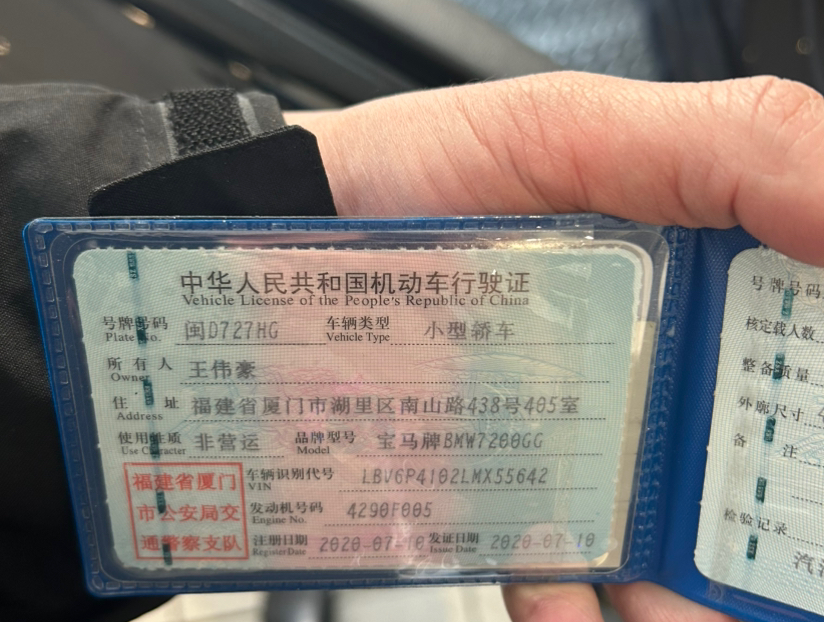 中华人民共和国机动车行驶证
Vehicle License of the People's Republic of China
号牌号码 闽D727HG 车辆类型 小型轿车
Plate No. Vehicle Type
所有人 王伟豪
Owner
住址 福建省厦门市湖里区南山路438号405室
Address
使用性质 非营运 品牌型号 宝马牌BMW7200GG
Use Character Model
福建省厦门
市公安局交
通警察支队
车辆识别代号 LBV6P4102LMX55642
VIN
发动机号码 4290F005
Engine No.
注册日期 2020-07-10 发证日期 2020-07-10
Register Date Issue Date
号牌号码
核定载人数
整备质量
外廓尺寸
备注
检验记录